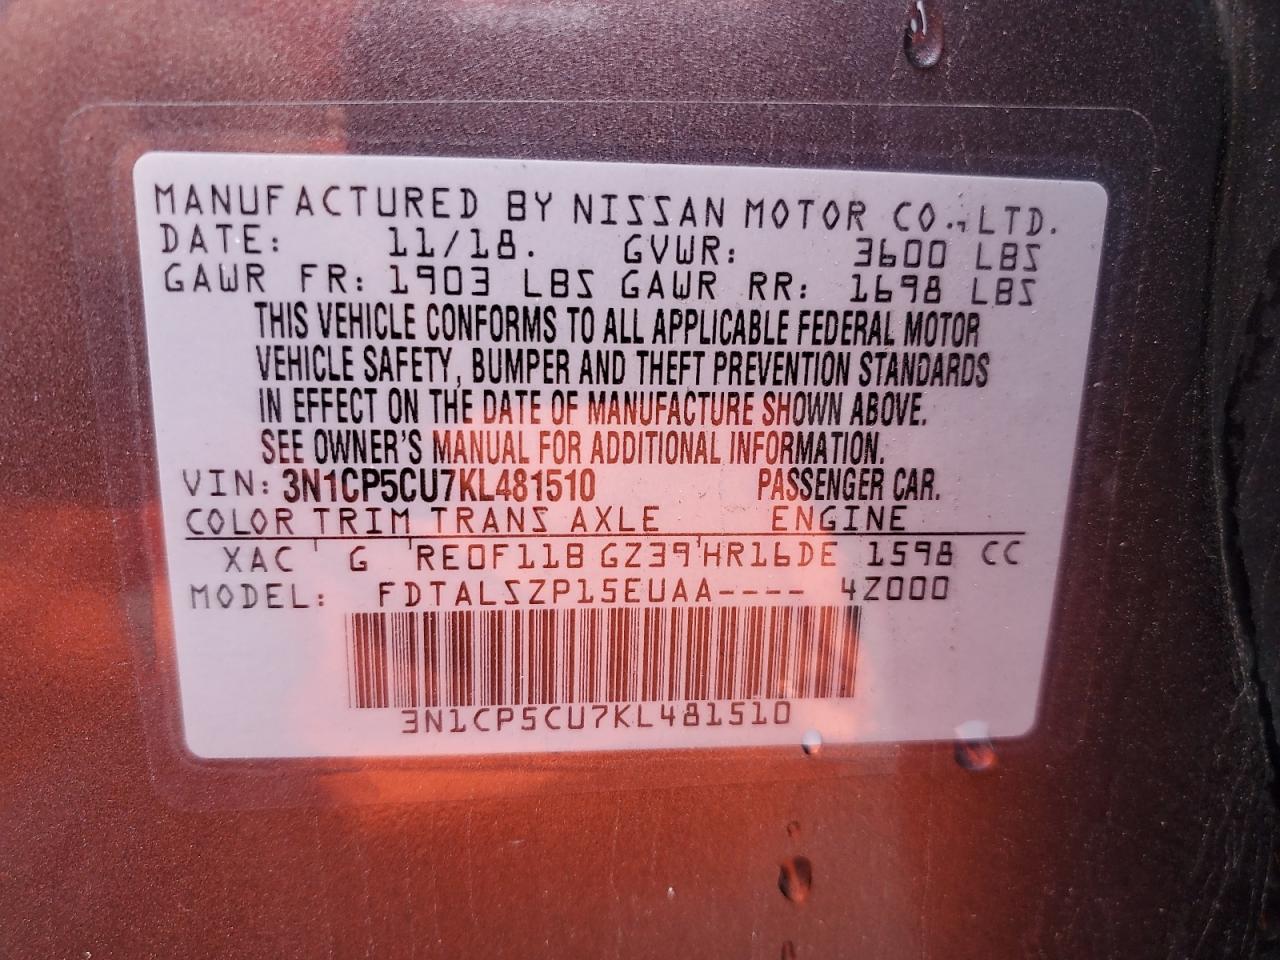 MANUFACTURED BY NISSAN MOTOR CO., LTD.
DATE: 11/18. GVWR: 3600 LBS
GAWR FR: 1903 LBS GAWR RR: 1698 LBS
THIS VEHICLE CONFORMS TO ALL APPLICABLE FEDERAL MOTOR
VEHICLE SAFETY, BUMPER AND THEFT PREVENTION STANDARDS
IN EFFECT ON THE DATE OF MANUFACTURE SHOWN ABOVE.
SEE OWNER'S MANUAL FOR ADDITIONAL INFORMATION.
VIN: 3N1CP5CU7KL481510 PASSENGER CAR.
COLOR TRIM TRANS AXLE ENGINE
XAC G RE0F11B GZ39 HR16DE 1598 CC
MODEL: FDTALSZP15EUAA---- 4Z000
3N1CP5CU7KL481510